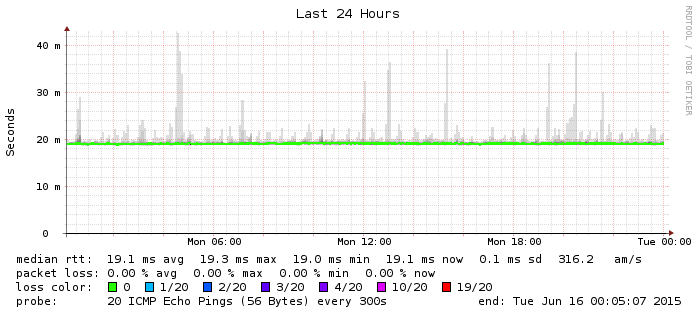 Last 24 Hours
RRDTOOL / TOBI OETIKER
Seconds
40 m
30 m
20 m
10 m
0
Mon 06:00 Mon 12:00 Mon 18:00 Tue 00:00
median rtt: 19.1 ms avg 19.3 ms max 19.0 ms min 19.1 ms now 0.1 ms sd 316.2 am/s
packet loss: 0.00 % avg 0.00 % max 0.00 % min 0.00 % now
loss color: 0 1/20 2/20 3/20 4/20 10/20 19/20
probe: 20 ICMP Echo Pings (56 Bytes) every 300s end: Tue Jun 16 00:05:07 2015